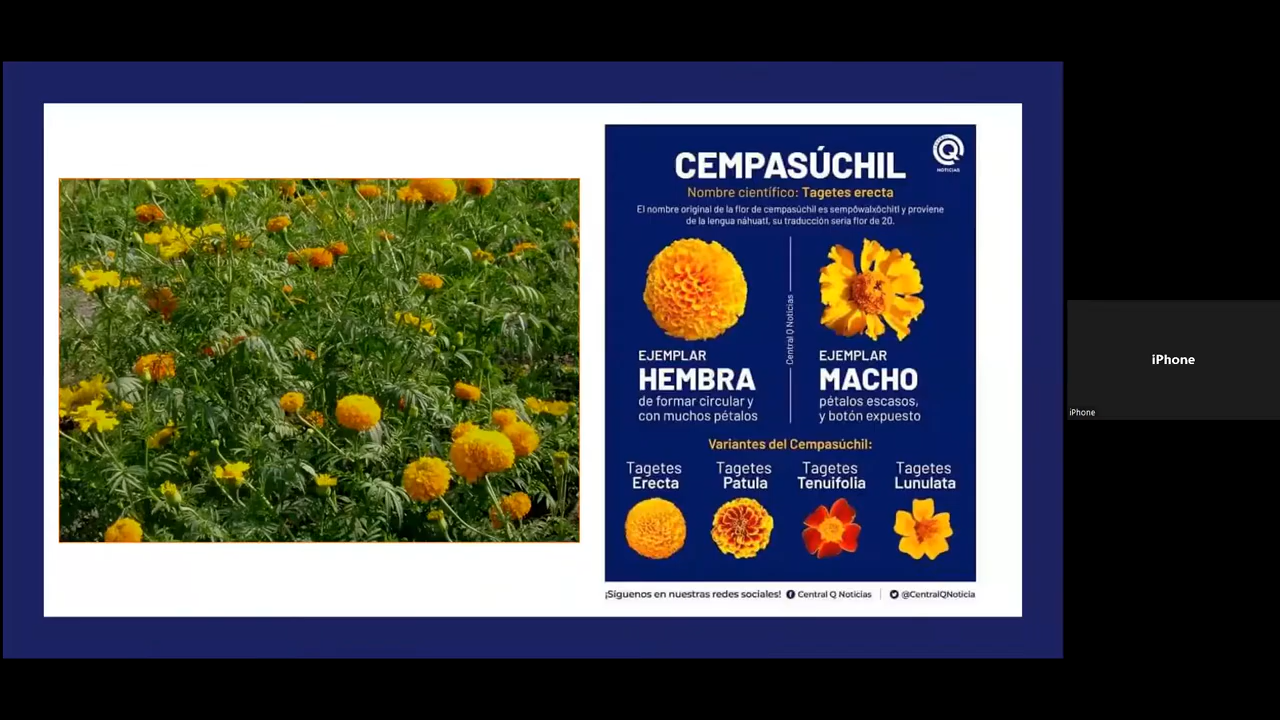 CEMPASÚCHIL
Q
NOTICIAS
Nombre científico: Tagetes erecta
El nombre original de la flor de cempasúchil es sempôwalxôchitl y proviene
de la lengua náhuatl, su traducción sería flor de 20.
Central Q Noticias
EJEMPLAR
HEMBRA
de formar circular y
con muchos pétalos
EJEMPLAR
MACHO
pétalos escasos,
y botón expuesto
Variantes del Cempasúchil:
Tagetes
Erecta
Tagetes
Patula
Tagetes
Tenuifolia
Tagetes
Lunulata
¡Síguenos en nuestras redes sociales! Central Q Noticias @CentralQNoticia
iPhone
iPhone